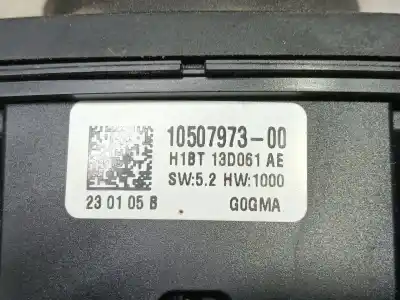 10507973-00
H1BT 13D061 AE
SW:5.2 HW:1000
23 01 05 B G0GMA